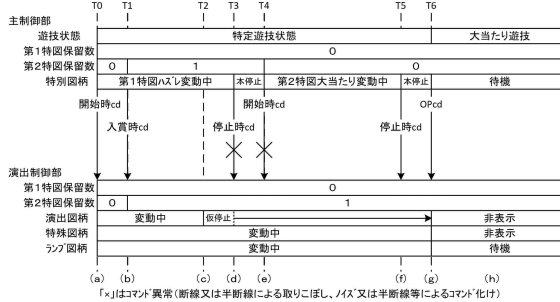 T0 T1 T2 T3 T4 T5 T6
主制御部
遊技状態 特定遊技状態 大当たり遊技
第1特図保留数 0
第2特図保留数 0 1 0
特別図柄 第1特図ハズレ変動中 本停止 第2特図大当たり変動中 本停止 待機
開始時cd 開始時cd OPcd
入賞時cd 停止時cd 停止時cd
演出制御部
第1特図保留数 0
第2特図保留数 0 1
演出図柄 変動中 仮停止 非表示
特殊図柄 変動中 非表示
ランプ図柄 変動中 待機
(a) (b) (c) (d) (e) (f) (g) (h)
「×」はコマンド異常(断線又は半断線による取りこぼし、ノイズ又は半断線等によるコマンド化け)